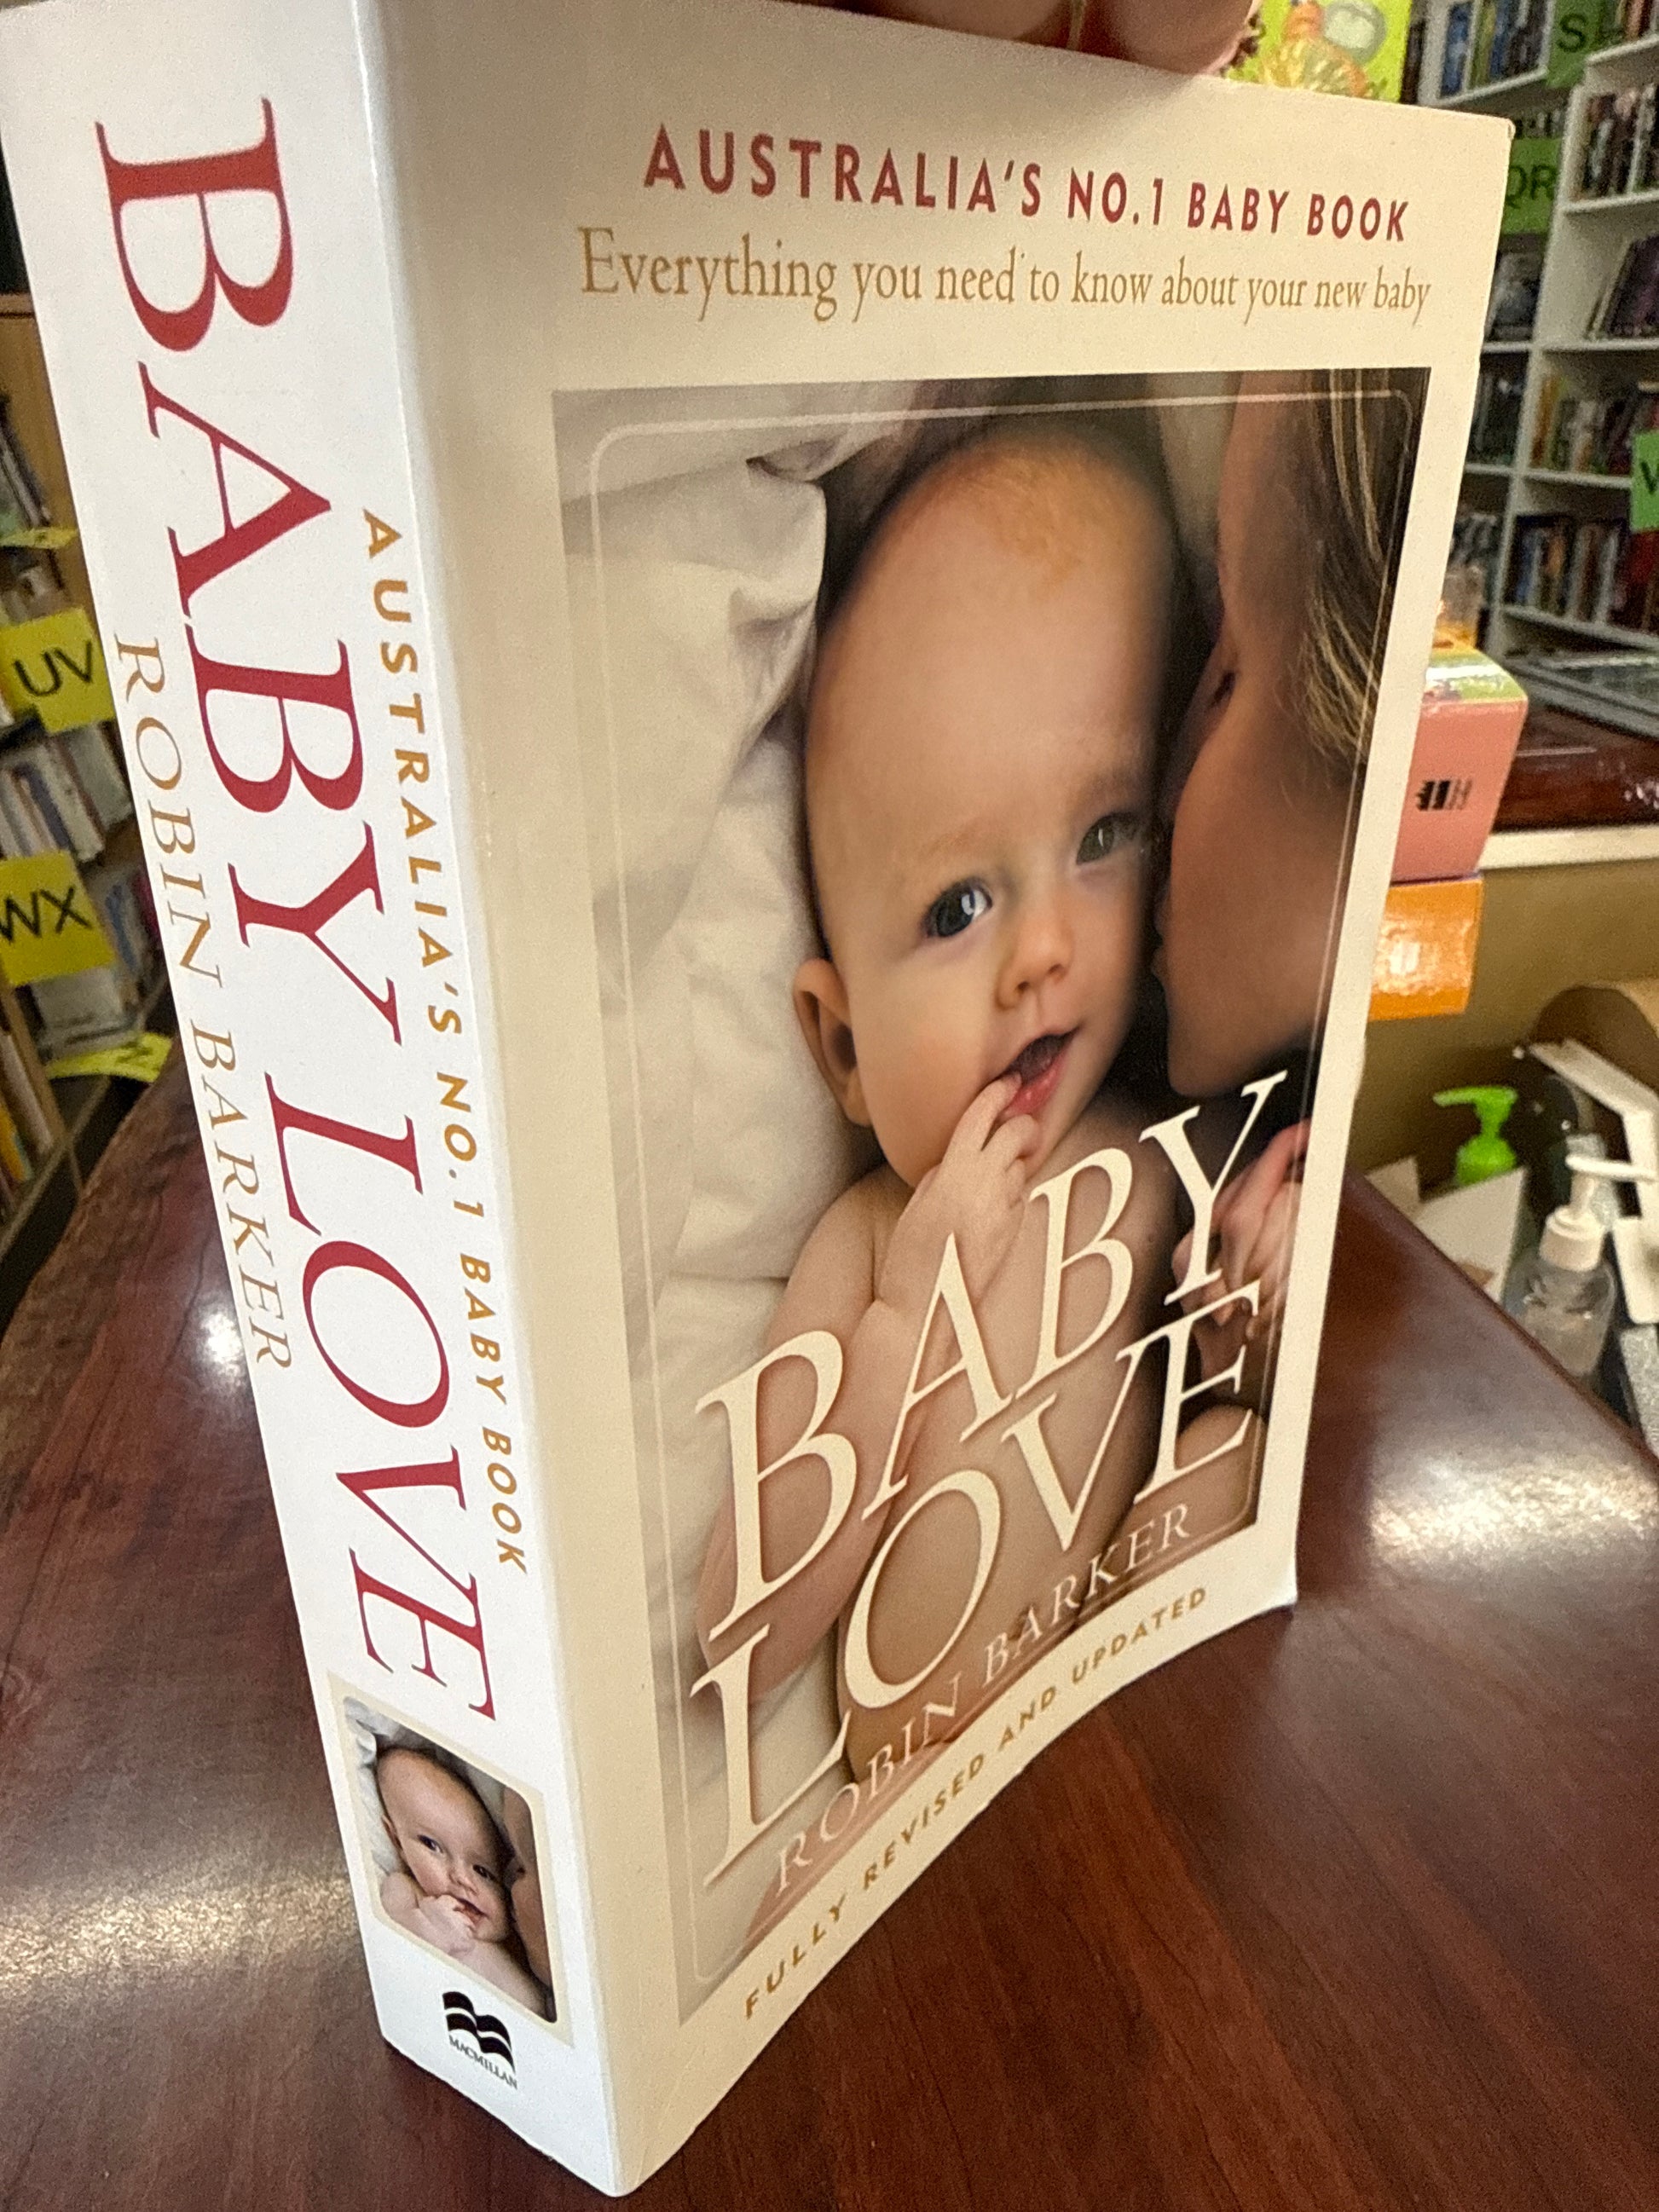 BABY LOVE
ROBIN BARKER
AUSTRALIA'S NO.1 BABY BOOK
MACMILLAN
AUSTRALIA'S NO.1 BABY BOOK
Everything you need to know about your new baby
BABY
LOVE
ROBIN BARKER
FULLY REVISED AND UPDATED
UV
WX
QR